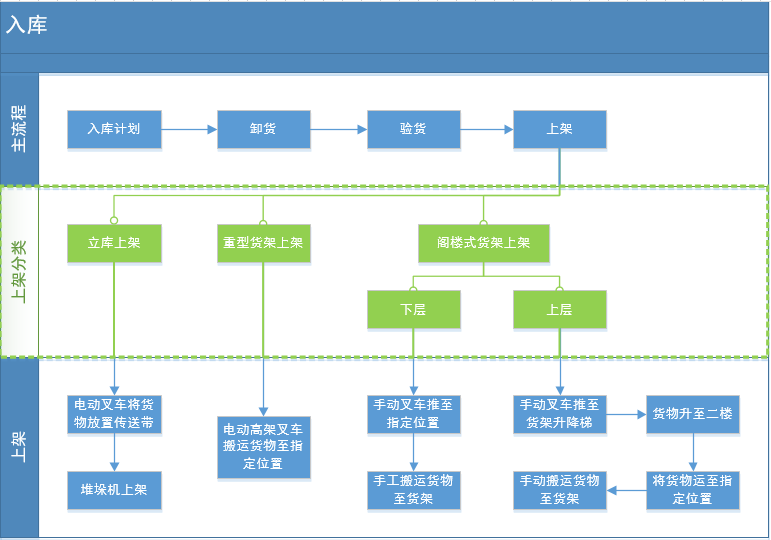 入库
主流程
入库计划
卸货
验货
上架
上架分类
立库上架
重型货架上架
阁楼式货架上架
下层
上层
上架
电动叉车将货
物放置传送带
堆垛机上架
电动高架叉车
搬运货物至指
定位置
手动叉车推至
指定位置
手工搬运货物
至货架
手动叉车推至
货架升降梯
货物升至二楼
将货物运至指
定位置
手动搬运货物
至货架